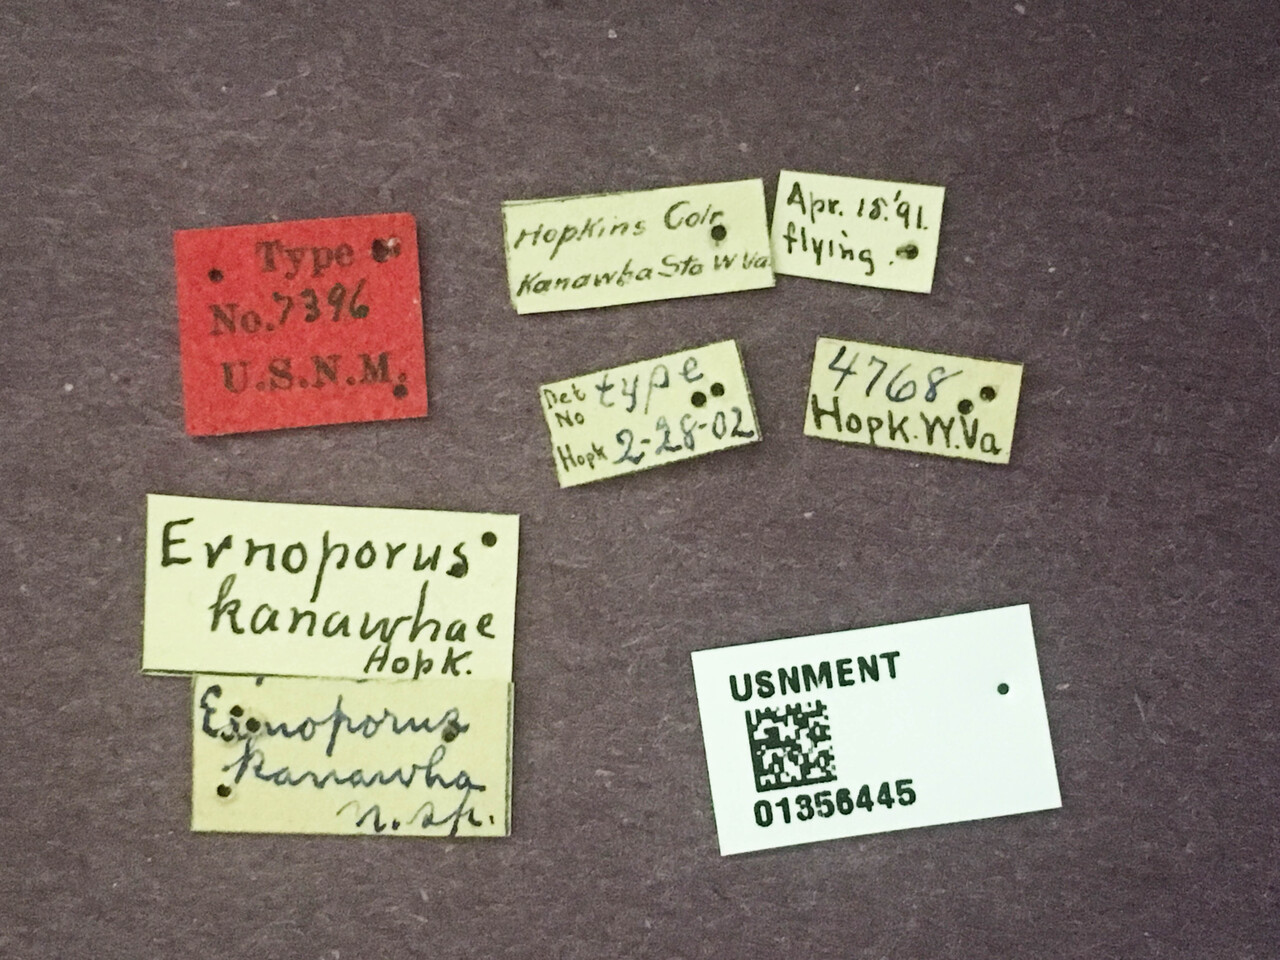 Type
No.7396
U.S.N.M.
Hopkins Colr
Kanawha Sta W Va
Apr. 18. '91.
flying.
Det
No type
Hopk 2-28-02
4768
Hopk. W. Va
Ernoporus
kanawhae
Hopk.
Ernoporus
kanawha
n. sp.
USNMENT
01356445